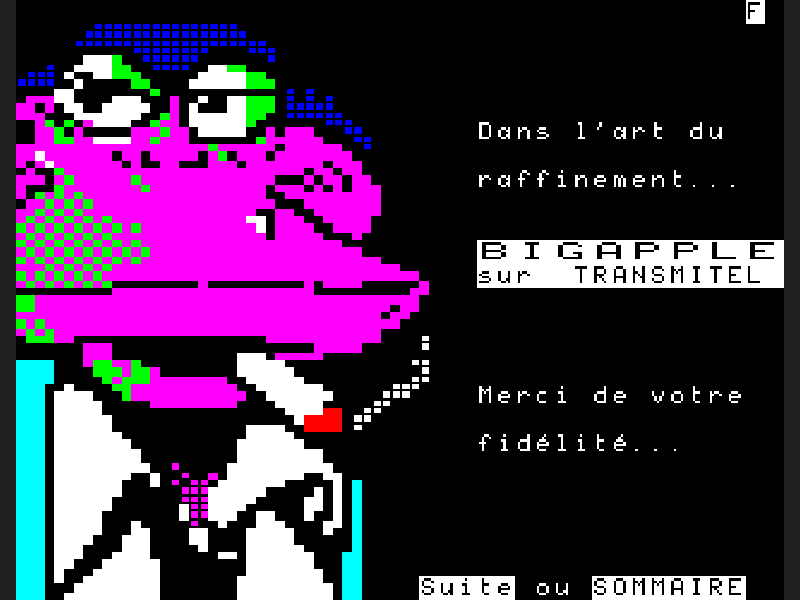 F
Dans l'art du
raffinement...
BIGAPPLE
sur TRANSMITEL
Merci de votre
fidélité...
Suite ou SOMMAIRE